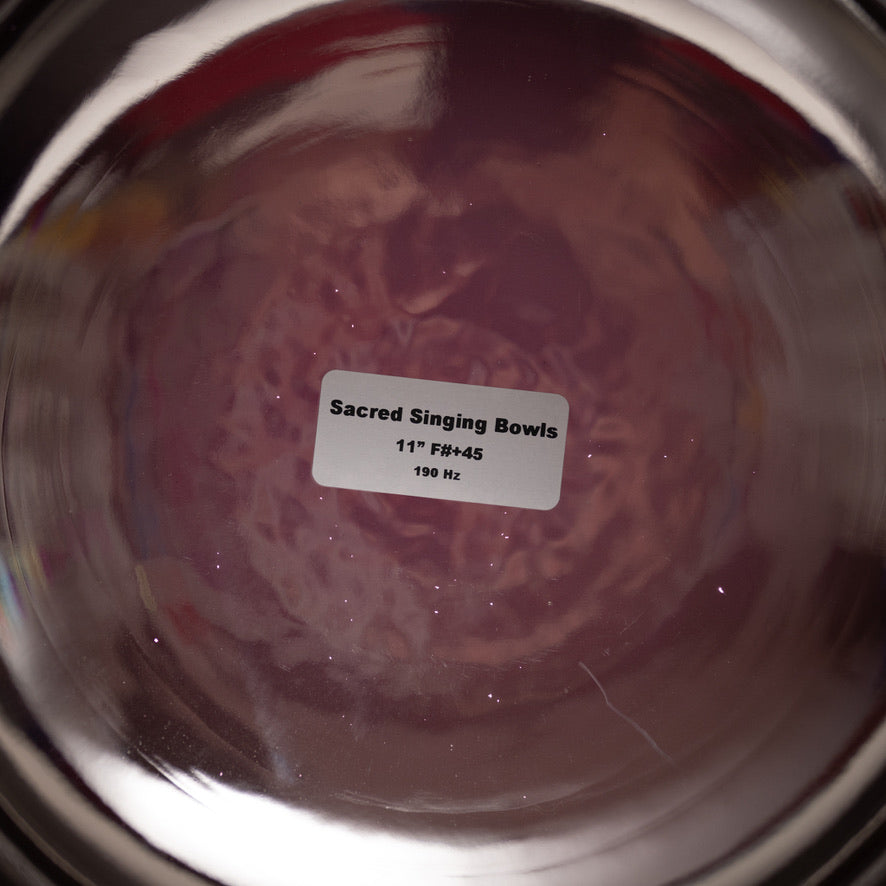 Sacred Singing Bowls
11” F#+45
190 Hz